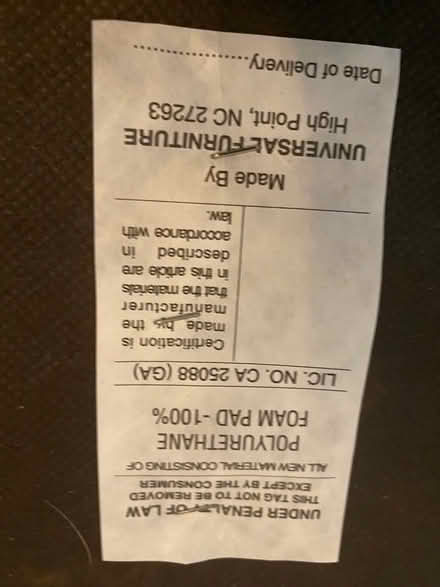 UNDER PENALTY OF LAW
THIS TAG NOT TO BE REMOVED
EXCEPT BY THE CONSUMER
ALL NEW MATERIAL CONSISTING OF
POLYURETHANE
FOAM PAD -100%
LIC. NO. CA 25088 (GA)
Certification is
made by the
manufacturer
that the materials
in this article are
described in
accordance with
law.
Made By
UNIVERSAL FURNITURE
High Point, NC 27263
Date of Delivery....................